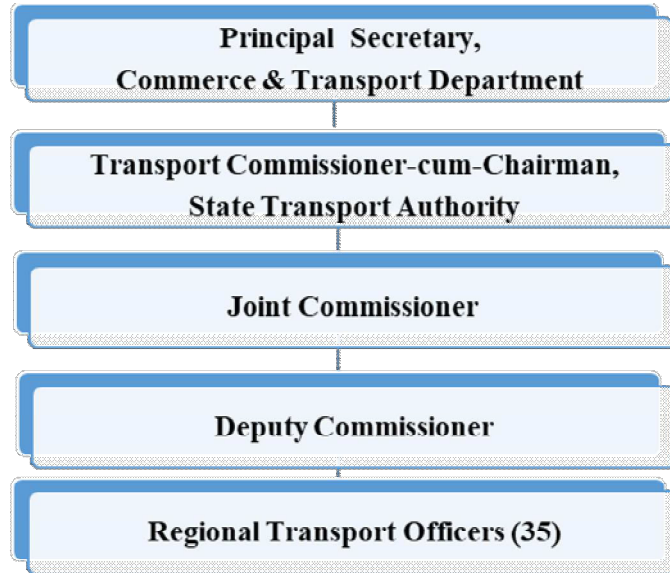 Principal Secretary,
Commerce & Transport Department
Transport Commissioner-cum-Chairman,
State Transport Authority
Joint Commissioner
Deputy Commissioner
Regional Transport Officers (35)